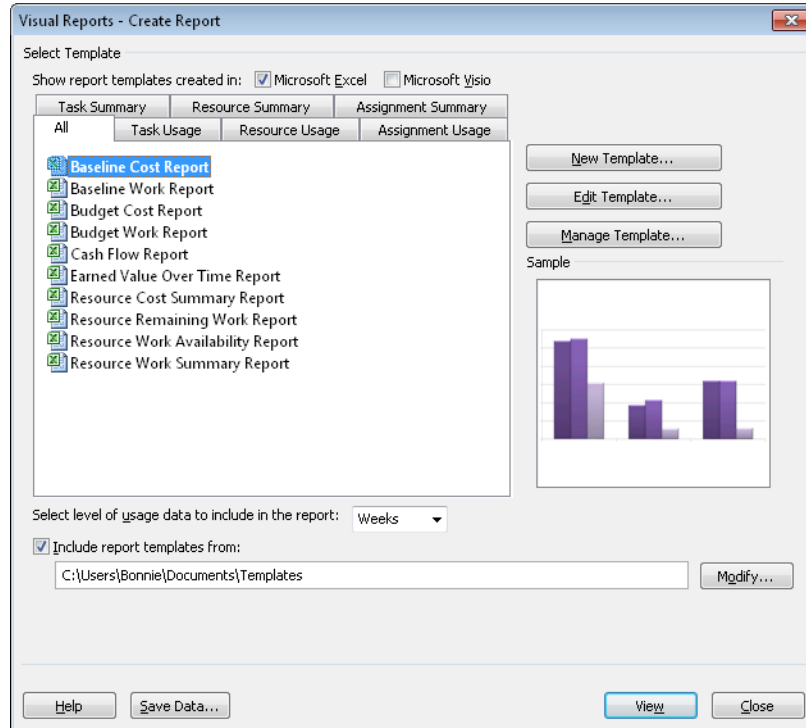 Visual Reports - Create Report
Select Template
Show report templates created in: Microsoft Excel Microsoft Visio
Task Summary Resource Summary Assignment Summary
All Task Usage Resource Usage Assignment Usage
Baseline Cost Report
Baseline Work Report
Budget Cost Report
Budget Work Report
Cash Flow Report
Earned Value Over Time Report
Resource Cost Summary Report
Resource Remaining Work Report
Resource Work Availability Report
Resource Work Summary Report
New Template...
Edit Template...
Manage Template...
Sample
Select level of usage data to include in the report: Weeks
Include report templates from:
C:\Users\Bonnie\Documents\Templates
Modify...
Help Save Data... View Close